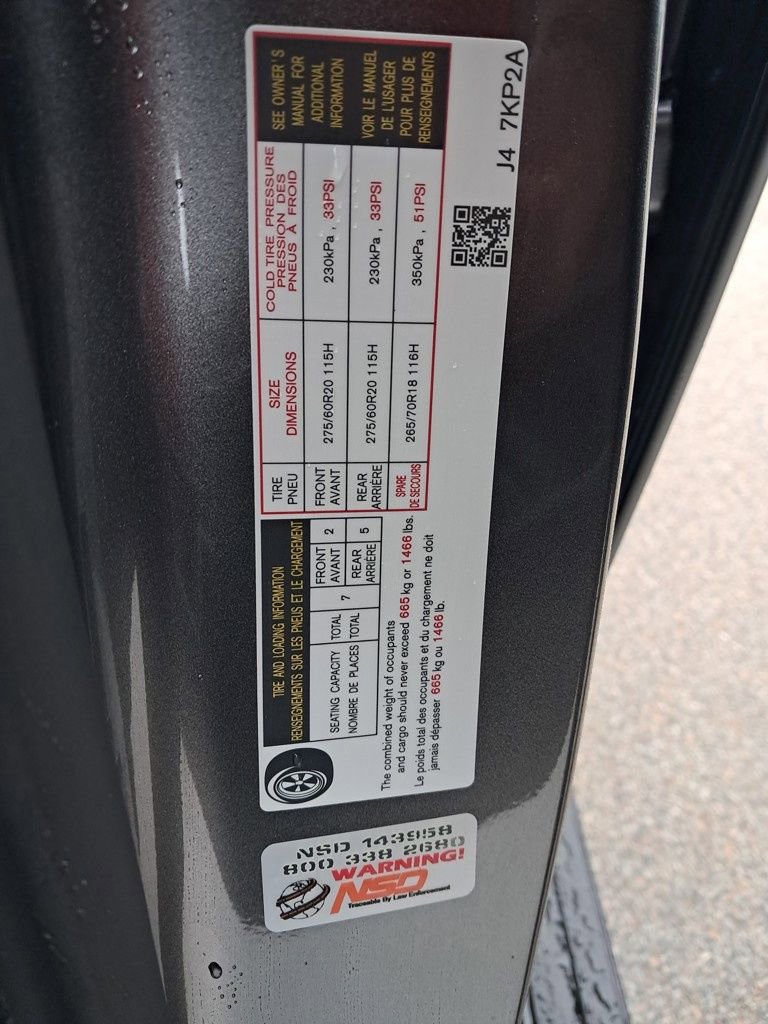 TIRE AND LOADING INFORMATION
RENSEIGNEMENTS SUR LES PNEUS ET LE CHARGEMENT
SEATING CAPACITY TOTAL 7 FRONT 2
NOMBRE DE PLACES TOTAL AVANT
REAR 5
ARRIÈRE
The combined weight of occupants
and cargo should never exceed 665 kg or 1466 lbs.
Le poids total des occupants et du chargement ne doit
jamais dépasser 665 kg ou 1466 lb.
TIRE SIZE COLD TIRE PRESSURE
PNEU DIMENSIONS PRESSION DES
PNEUS À FROID
FRONT 275/60R20 115H 230kPa , 33PSI
AVANT
REAR 275/60R20 115H 230kPa , 33PSI
ARRIÈRE
SPARE 265/70R18 116H 350kPa , 51PSI
DE SECOURS
SEE OWNER'S
MANUAL FOR
ADDITIONAL
INFORMATION
VOIR LE MANUEL
DE L'USAGER
POUR PLUS DE
RENSEIGNEMENTS
J4 7KP2A
NSD 143958
800 338 2680
WARNING!
NSD
Traceable By Law Enforcement